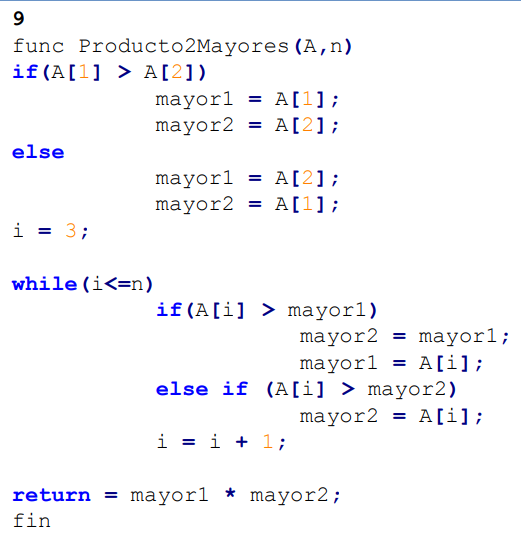 9
func Producto2Mayores(A,n)
if(A[1] > A[2])
mayor1 = A[1];
mayor2 = A[2];
else
mayor1 = A[2];
mayor2 = A[1];
i = 3;
while(i<=n)
if(A[i] > mayor1)
mayor2 = mayor1;
mayor1 = A[i];
else if (A[i] > mayor2)
mayor2 = A[i];
i = i + 1;
return = mayor1 * mayor2;
fin